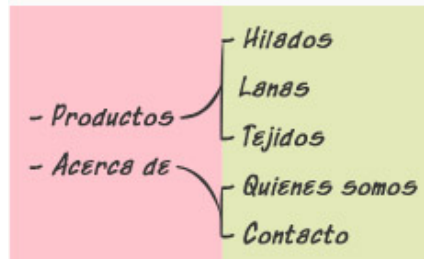 - Productos
- Hilados
Lanas
- Tejidos
- Acerca de
- Quienes somos
- Contacto